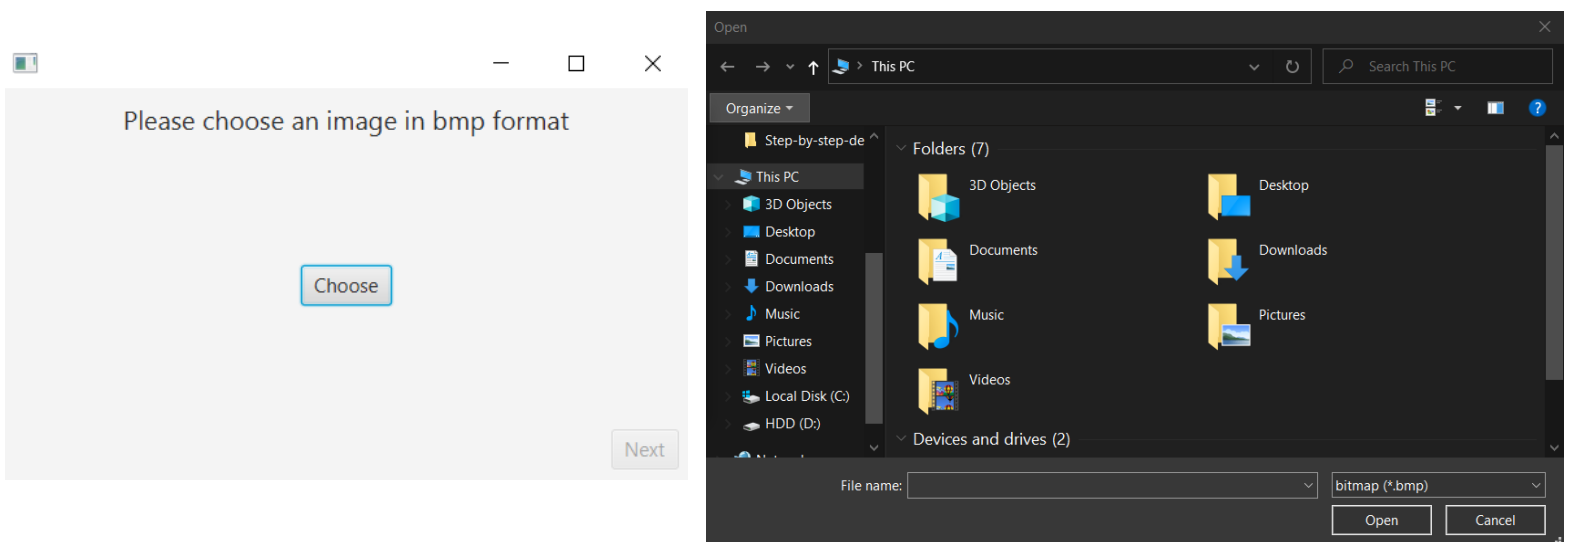 Please choose an image in bmp format
Choose
Next
Open
This PC
Search This PC
Organize
Step-by-step-de
This PC
3D Objects
Desktop
Documents
Downloads
Music
Pictures
Videos
Local Disk (C:)
HDD (D:)
Folders (7)
3D Objects
Desktop
Documents
Downloads
Music
Pictures
Videos
Devices and drives (2)
File name:
bitmap (*.bmp)
Open
Cancel